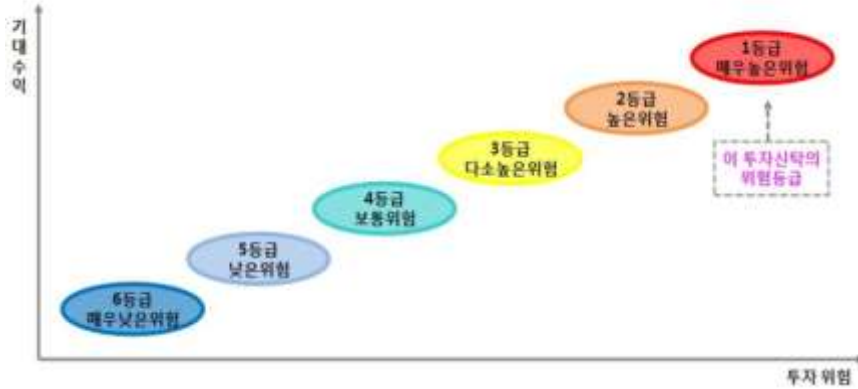 기대수익
1등급
매우높은위험
2등급
높은위험
3등급
다소높은위험
이 투자신탁의
위험등급
4등급
보통위험
5등급
낮은위험
6등급
매우낮은위험
투자 위험